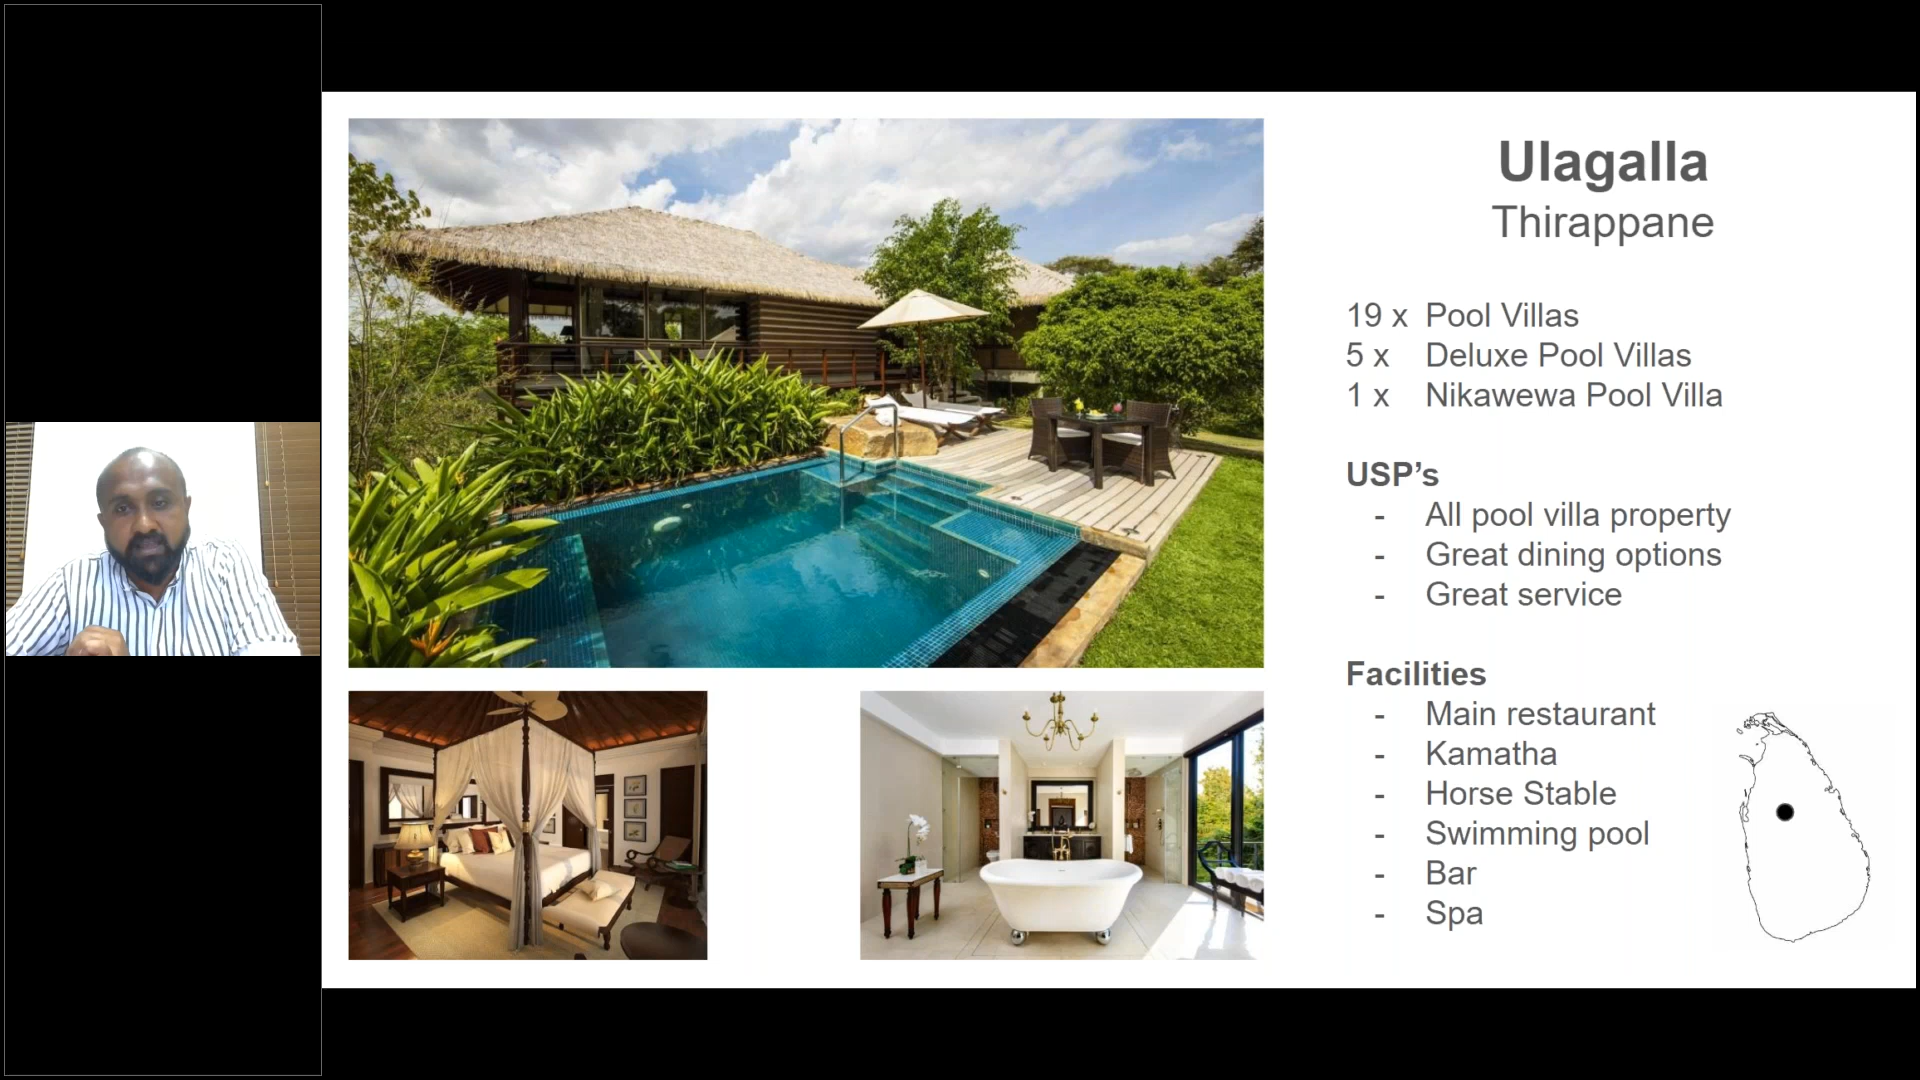 Ulagalla
Thirappane
19 x Pool Villas
5 x Deluxe Pool Villas
1 x Nikawewa Pool Villa
USP’s
- All pool villa property
- Great dining options
- Great service
Facilities
- Main restaurant
- Kamatha
- Horse Stable
- Swimming pool
- Bar
- Spa